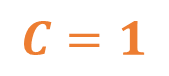 C = 1